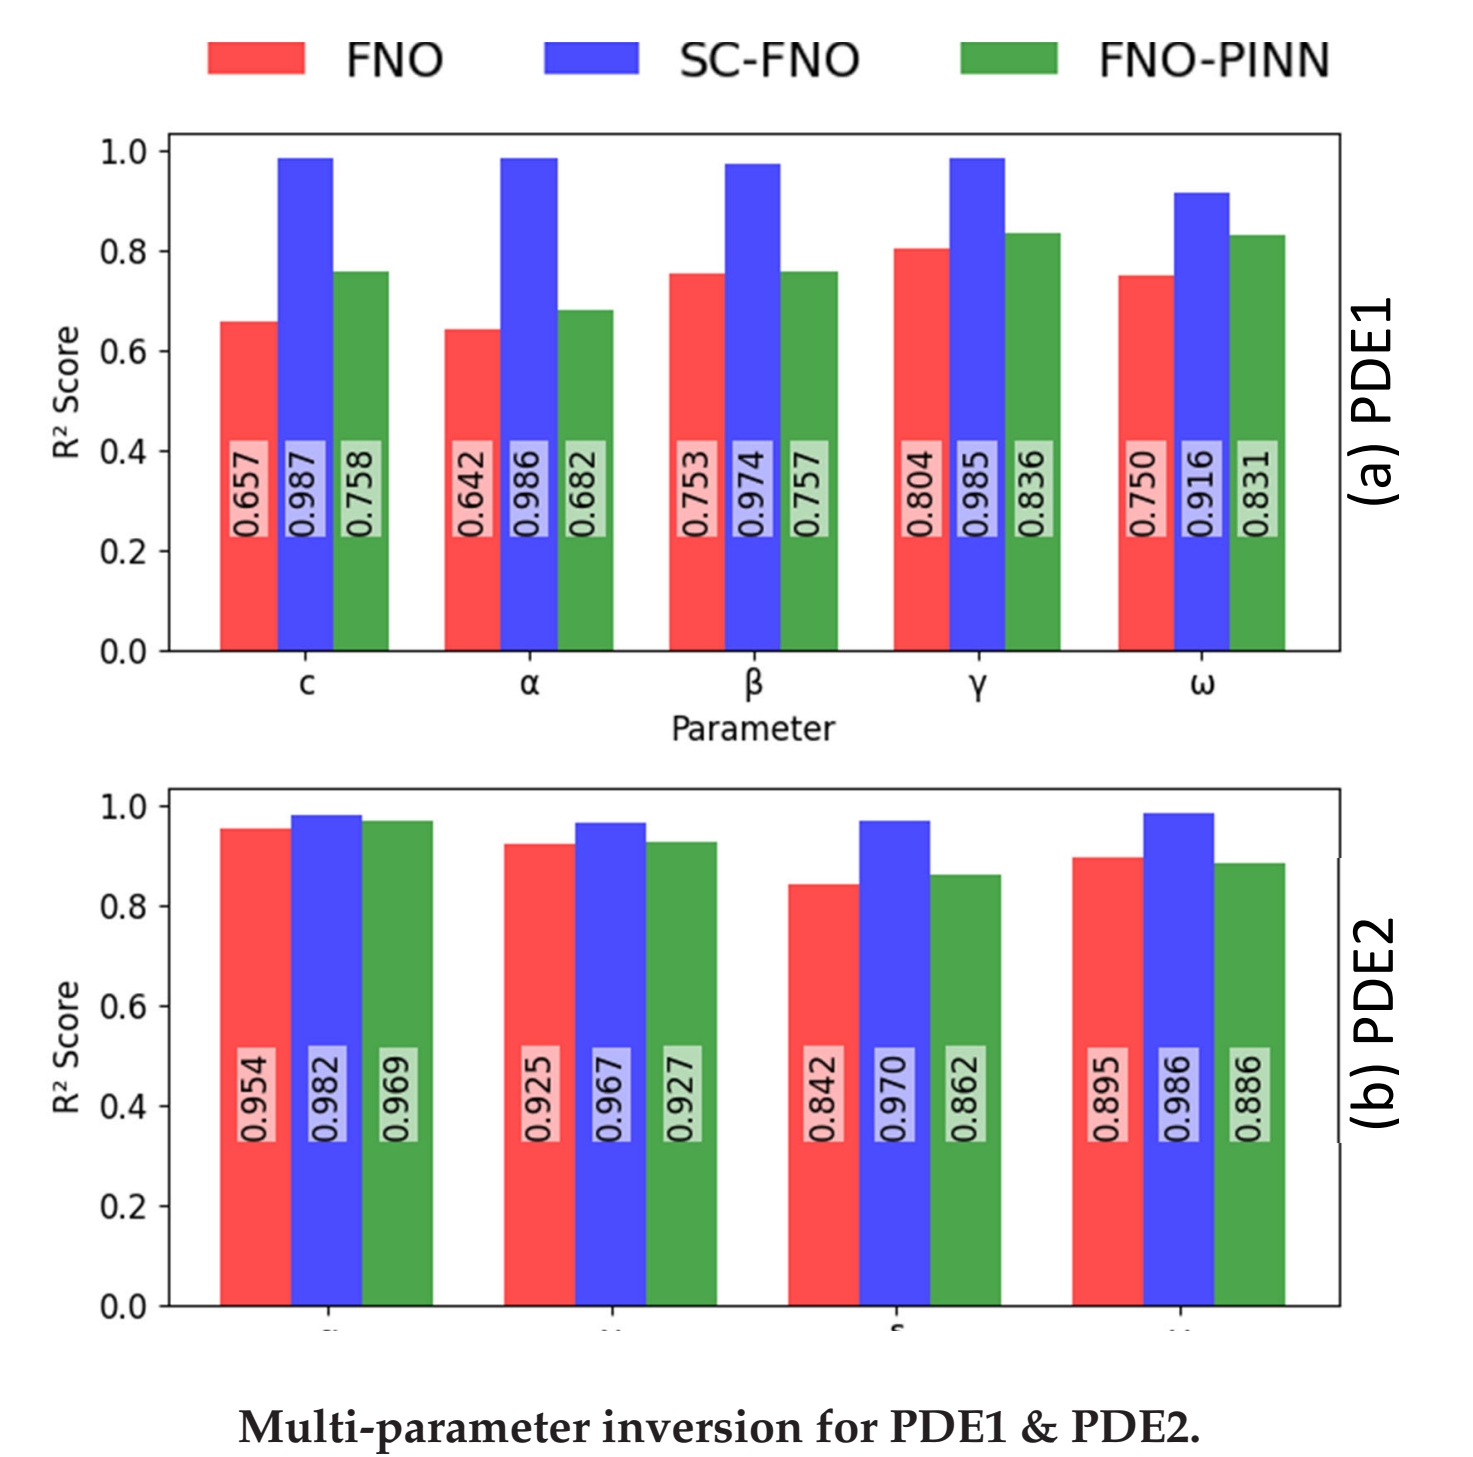 FNO SC-FNO FNO-PINN
1.0
0.8
0.6
0.4
0.2
0.0
R² Score
0.657 0.987 0.758 0.642 0.986 0.682 0.753 0.974 0.757 0.804 0.985 0.836 0.750 0.916 0.831
c α β γ ω
Parameter
(a) PDE1
1.0
0.8
0.6
0.4
0.2
0.0
R² Score
0.954 0.982 0.969 0.925 0.967 0.927 0.842 0.970 0.862 0.895 0.986 0.886
(b) PDE2
Multi-parameter inversion for PDE1 & PDE2.